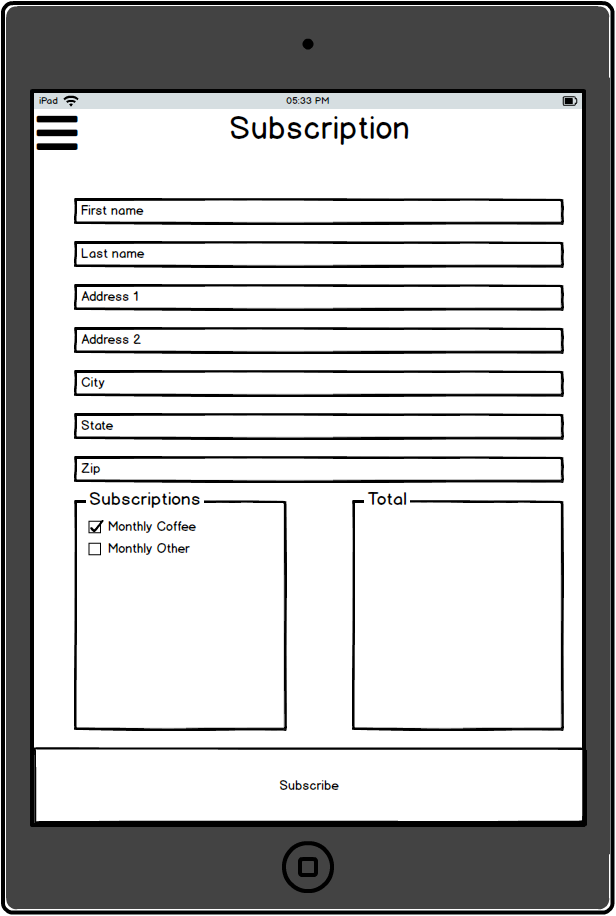 iPad 05:33 PM
Subscription
First name
Last name
Address 1
Address 2
City
State
Zip
Subscriptions
Monthly Coffee
Monthly Other
Total
Subscribe